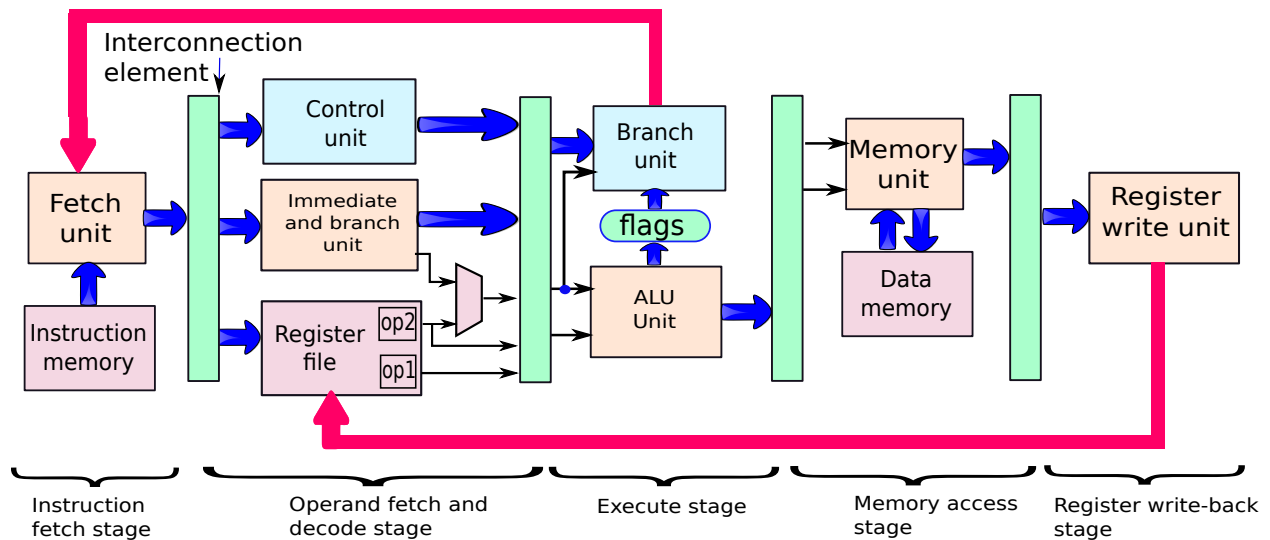 Interconnection
element
Control
unit
Branch
unit
Memory
unit
Fetch
unit
Immediate
and branch
unit
Register
write unit
flags
Instruction
memory
Register
file
op2
op1
ALU
Unit
Data
memory
Instruction
fetch stage
Operand fetch and
decode stage
Execute stage
Memory access
stage
Register write-back
stage